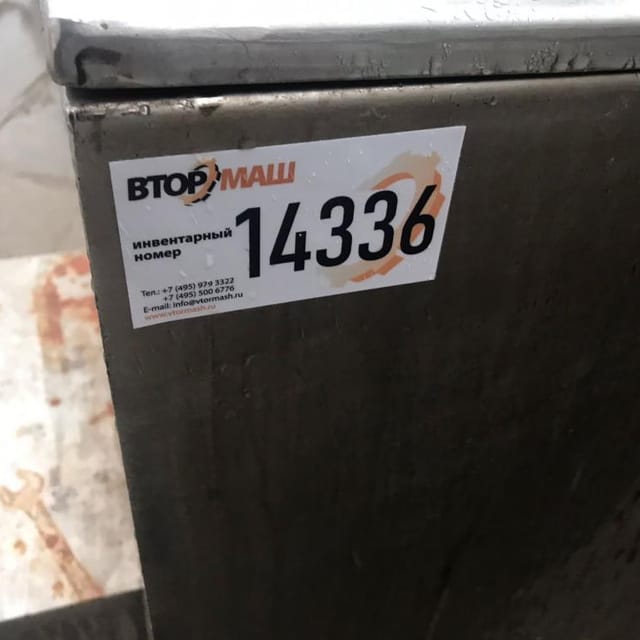 ВТОРМАШ
инвентарный
номер
14336
Тел.: +7 (495) 979 3322
+7 (495) 500 6776
E-mail: info@vtormash.ru
www.vtormash.ru